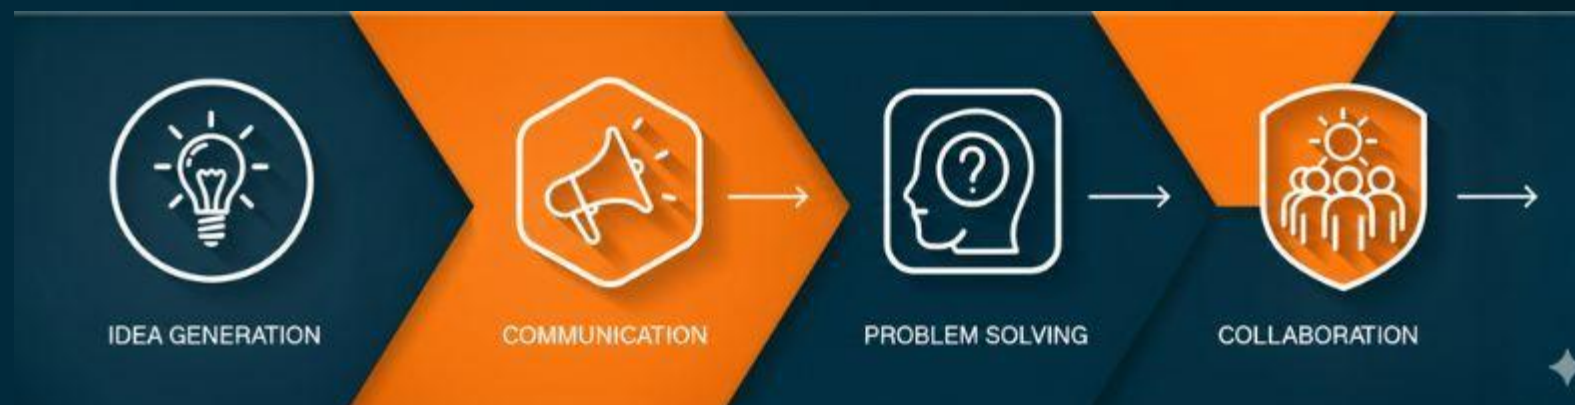 IDEA GENERATION
COMMUNICATION
?
PROBLEM SOLVING
COLLABORATION